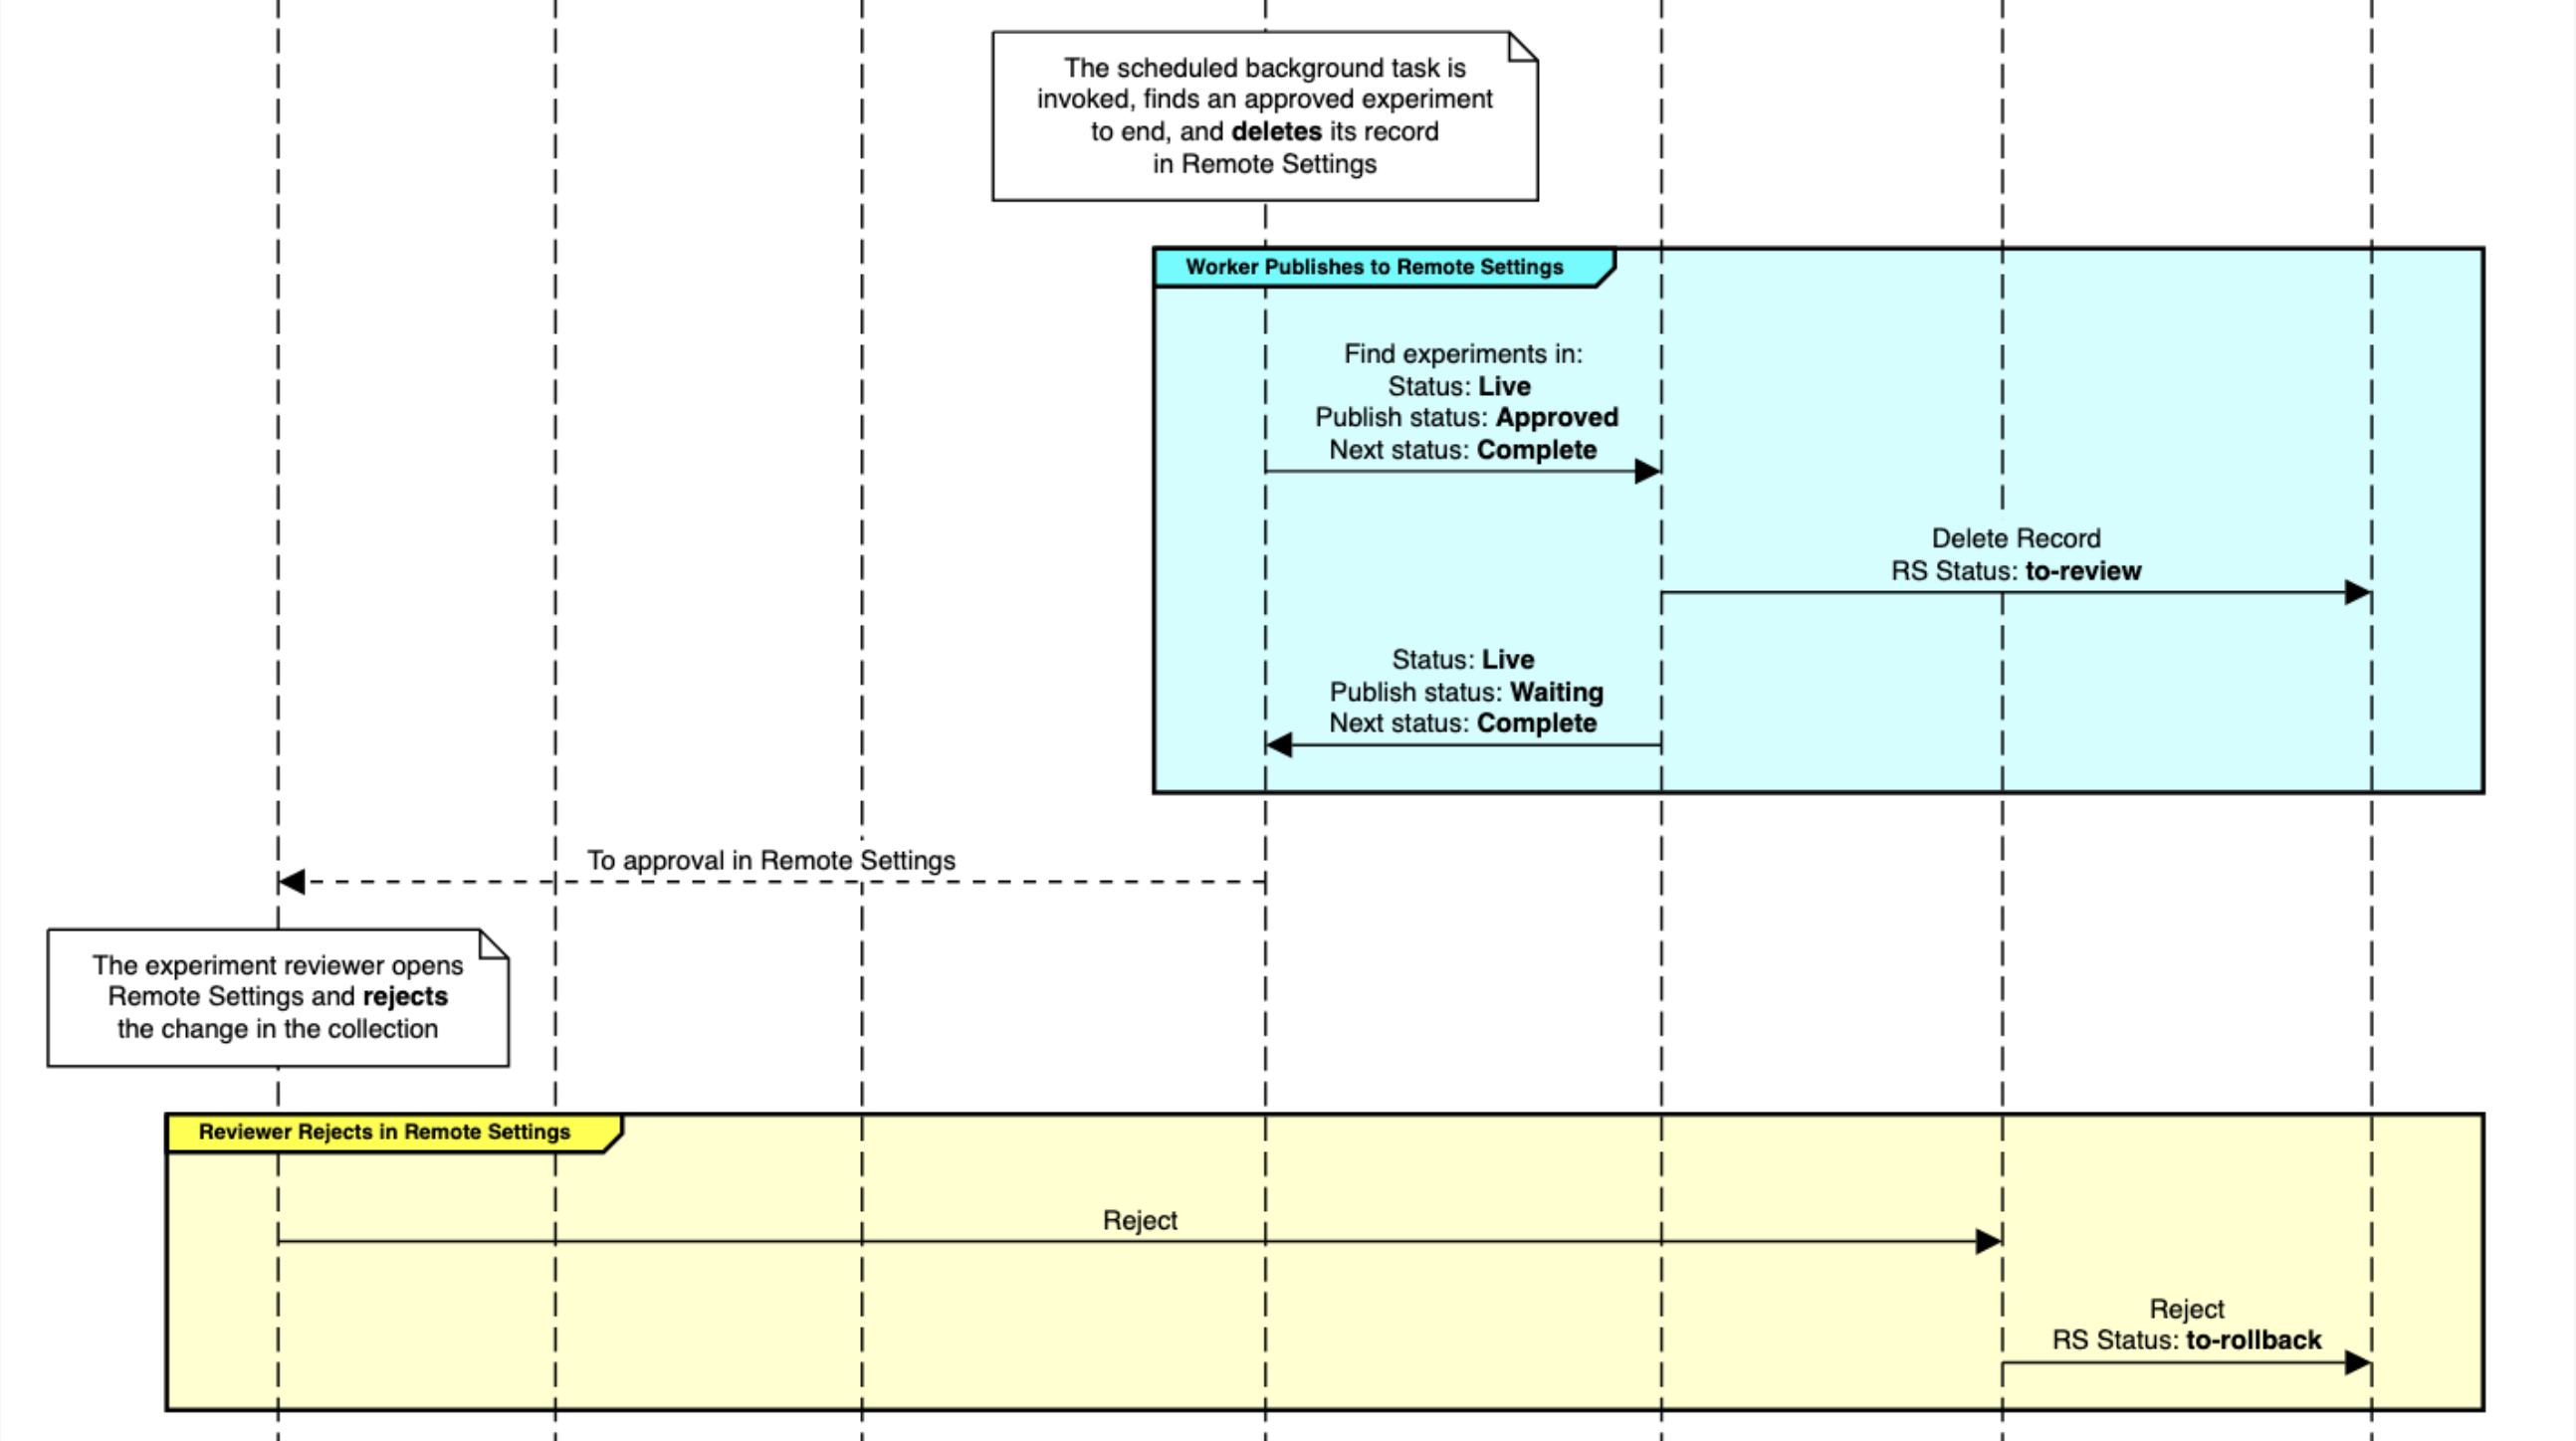 The scheduled background task is
invoked, finds an approved experiment
to end, and deletes its record
in Remote Settings
Worker Publishes to Remote Settings
Find experiments in:
Status: Live
Publish status: Approved
Next status: Complete
Delete Record
RS Status: to-review
Status: Live
Publish status: Waiting
Next status: Complete
To approval in Remote Settings
The experiment reviewer opens
Remote Settings and rejects
the change in the collection
Reviewer Rejects in Remote Settings
Reject
Reject
RS Status: to-rollback